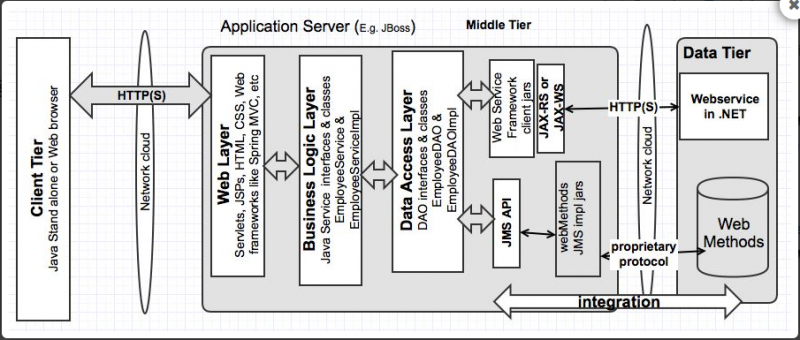 Application Server (E.g. JBoss)
Middle Tier
Client Tier
Java Stand alone or Web browser
HTTP(S)
Network cloud
Web Layer
Servlets, JSPs, HTML, CSS, Web
frameworks like Spring MVC, etc
Business Logic Layer
Java Service interfaces & classes
EmployeeService &
EmployeeServiceImpl
Data Access Layer
DAO interfaces & classes
EmployeeDAO &
EmployeeDAOImpl
Web Service
Framework
client jars
JAX-RS or
JAX-WS
JMS API
webMethods
JMS impl jars
HTTP(S)
Network cloud
proprietary
protocol
integration
Data Tier
Webservice
in .NET
Web
Methods